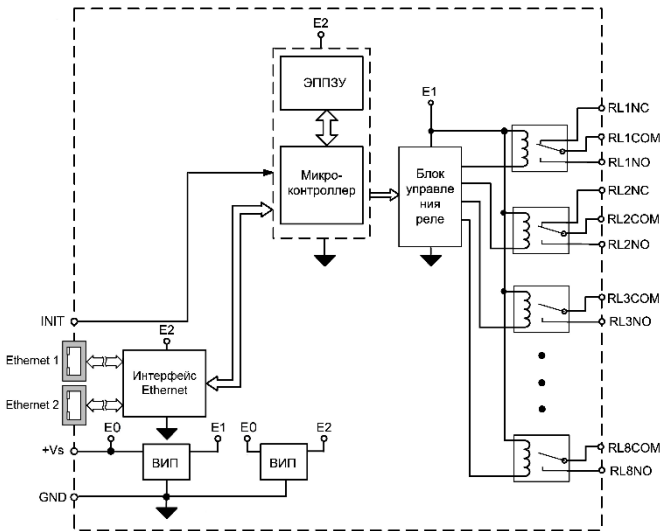 E2
ЭППЗУ
E1
RL1NC
RL1COM
RL1NO
Микро-
контроллер
Блок
управле
ния
реле
RL2NC
RL2COM
RL2NO
INIT
RL3COM
RL3NO
E2
Ethernet 1
Интерфейс
Ethernet
Ethernet 2
E0
E1
E0
E2
+Vs
ВИП
ВИП
RL8COM
RL8NO
GND